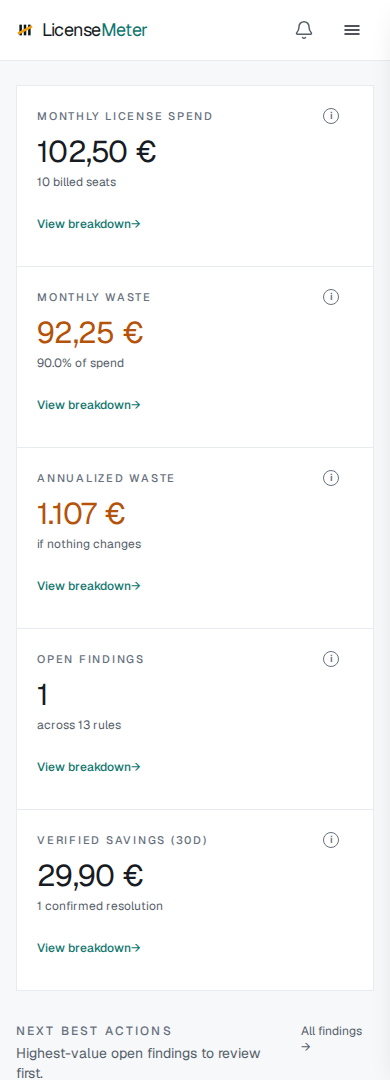 LicenseMeter
MONTHLY LICENSE SPEND
102,50 €
10 billed seats
View breakdown→
MONTHLY WASTE
92,25 €
90.0% of spend
View breakdown→
ANNUALIZED WASTE
1.107 €
if nothing changes
View breakdown→
OPEN FINDINGS
1
across 13 rules
View breakdown→
VERIFIED SAVINGS (30D)
29,90 €
1 confirmed resolution
View breakdown→
NEXT BEST ACTIONS
All findings
→
Highest-value open findings to review
first.